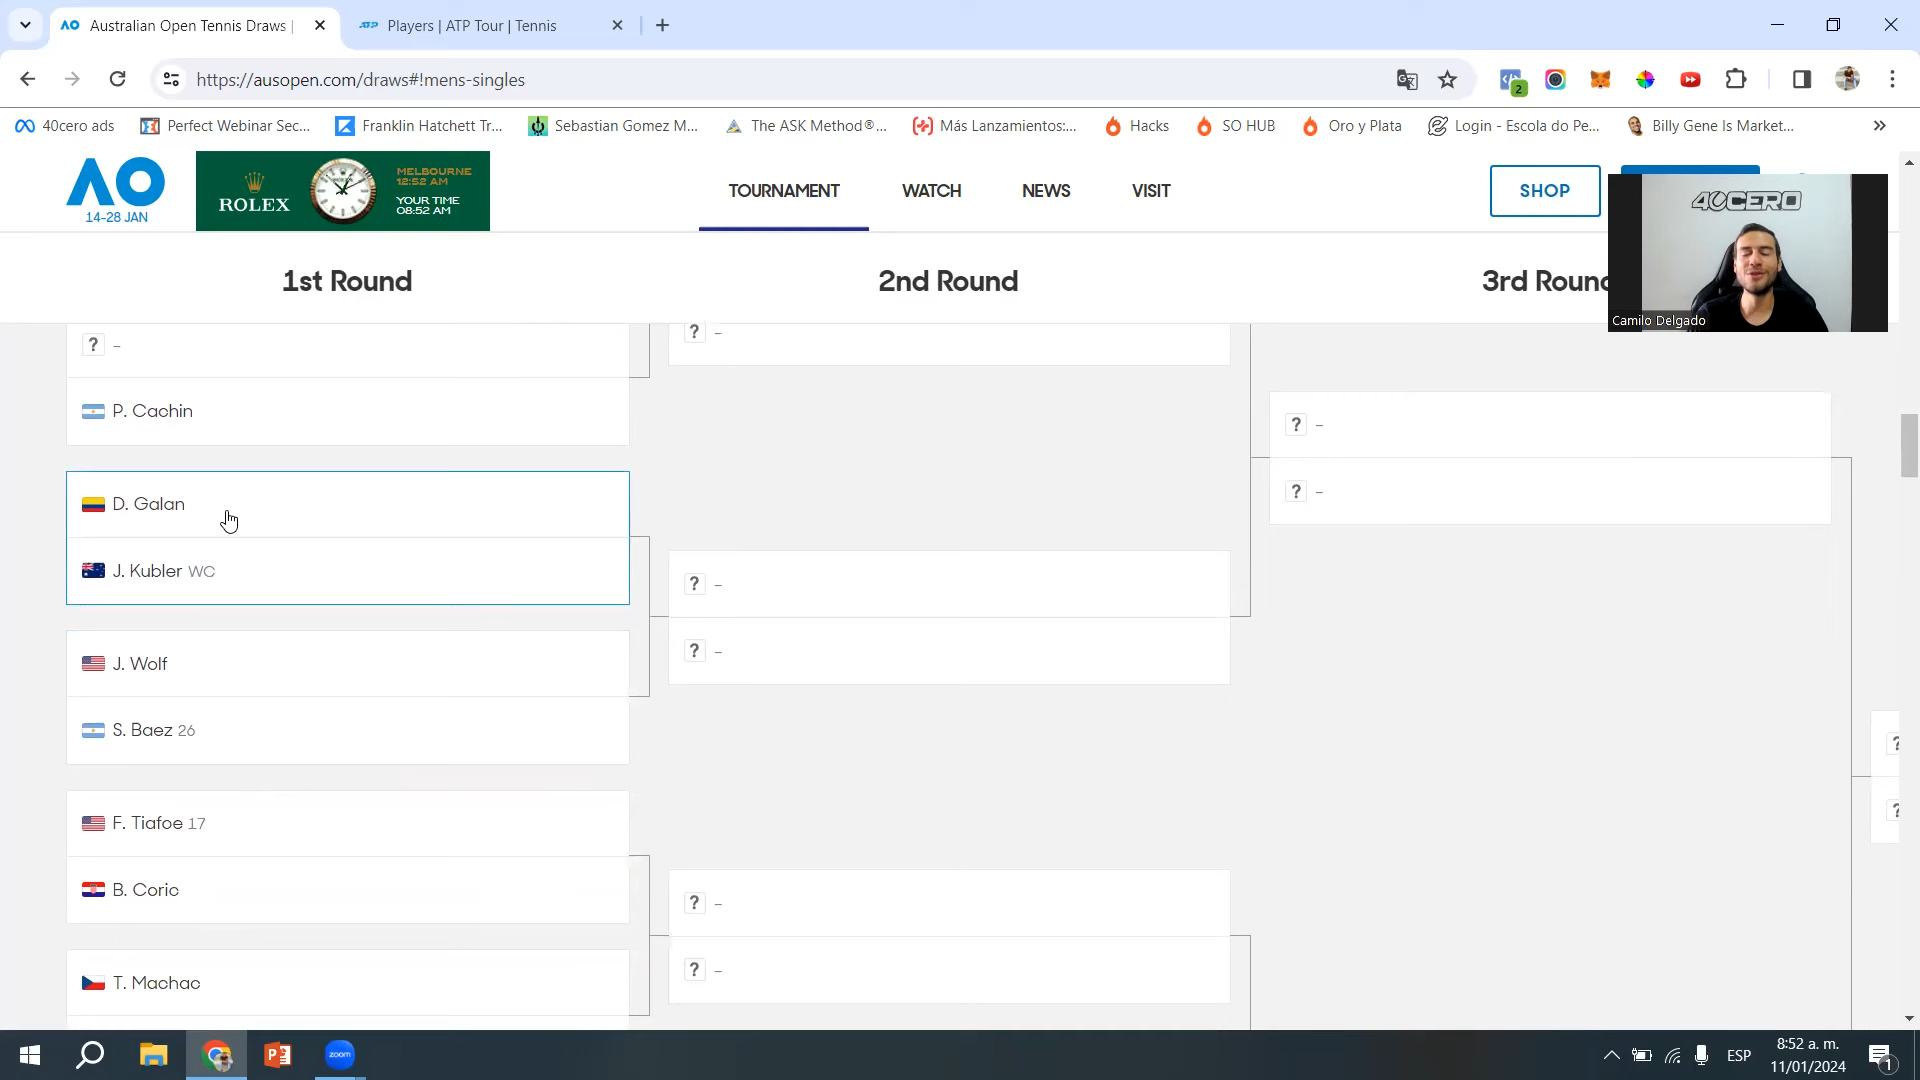 Australian Open Tennis Draws |
Players | ATP Tour | Tennis
https://ausopen.com/draws#!mens-singles
2
40cero ads
Perfect Webinar Sec...
Franklin Hatchett Tr...
Sebastian Gomez M...
The ASK Method®...
Más Lanzamientos:...
Hacks
SO HUB
Oro y Plata
Login - Escola do Pe...
Billy Gene Is Market...
AO
14-28 JAN
ROLEX
MELBOURNE
12:52 AM
YOUR TIME
08:52 AM
TOURNAMENT
WATCH
NEWS
VISIT
SHOP
40CERO
Camilo Delgado
1st Round
2nd Round
3rd Round
? –
P. Cachin
D. Galan
J. Kubler WC
J. Wolf
S. Baez 26
F. Tiafoe 17
B. Coric
T. Machac
? –
? –
? –
? –
? –
? –
? –
?
?
zoom
ESP
8:52 a. m.
11/01/2024
1